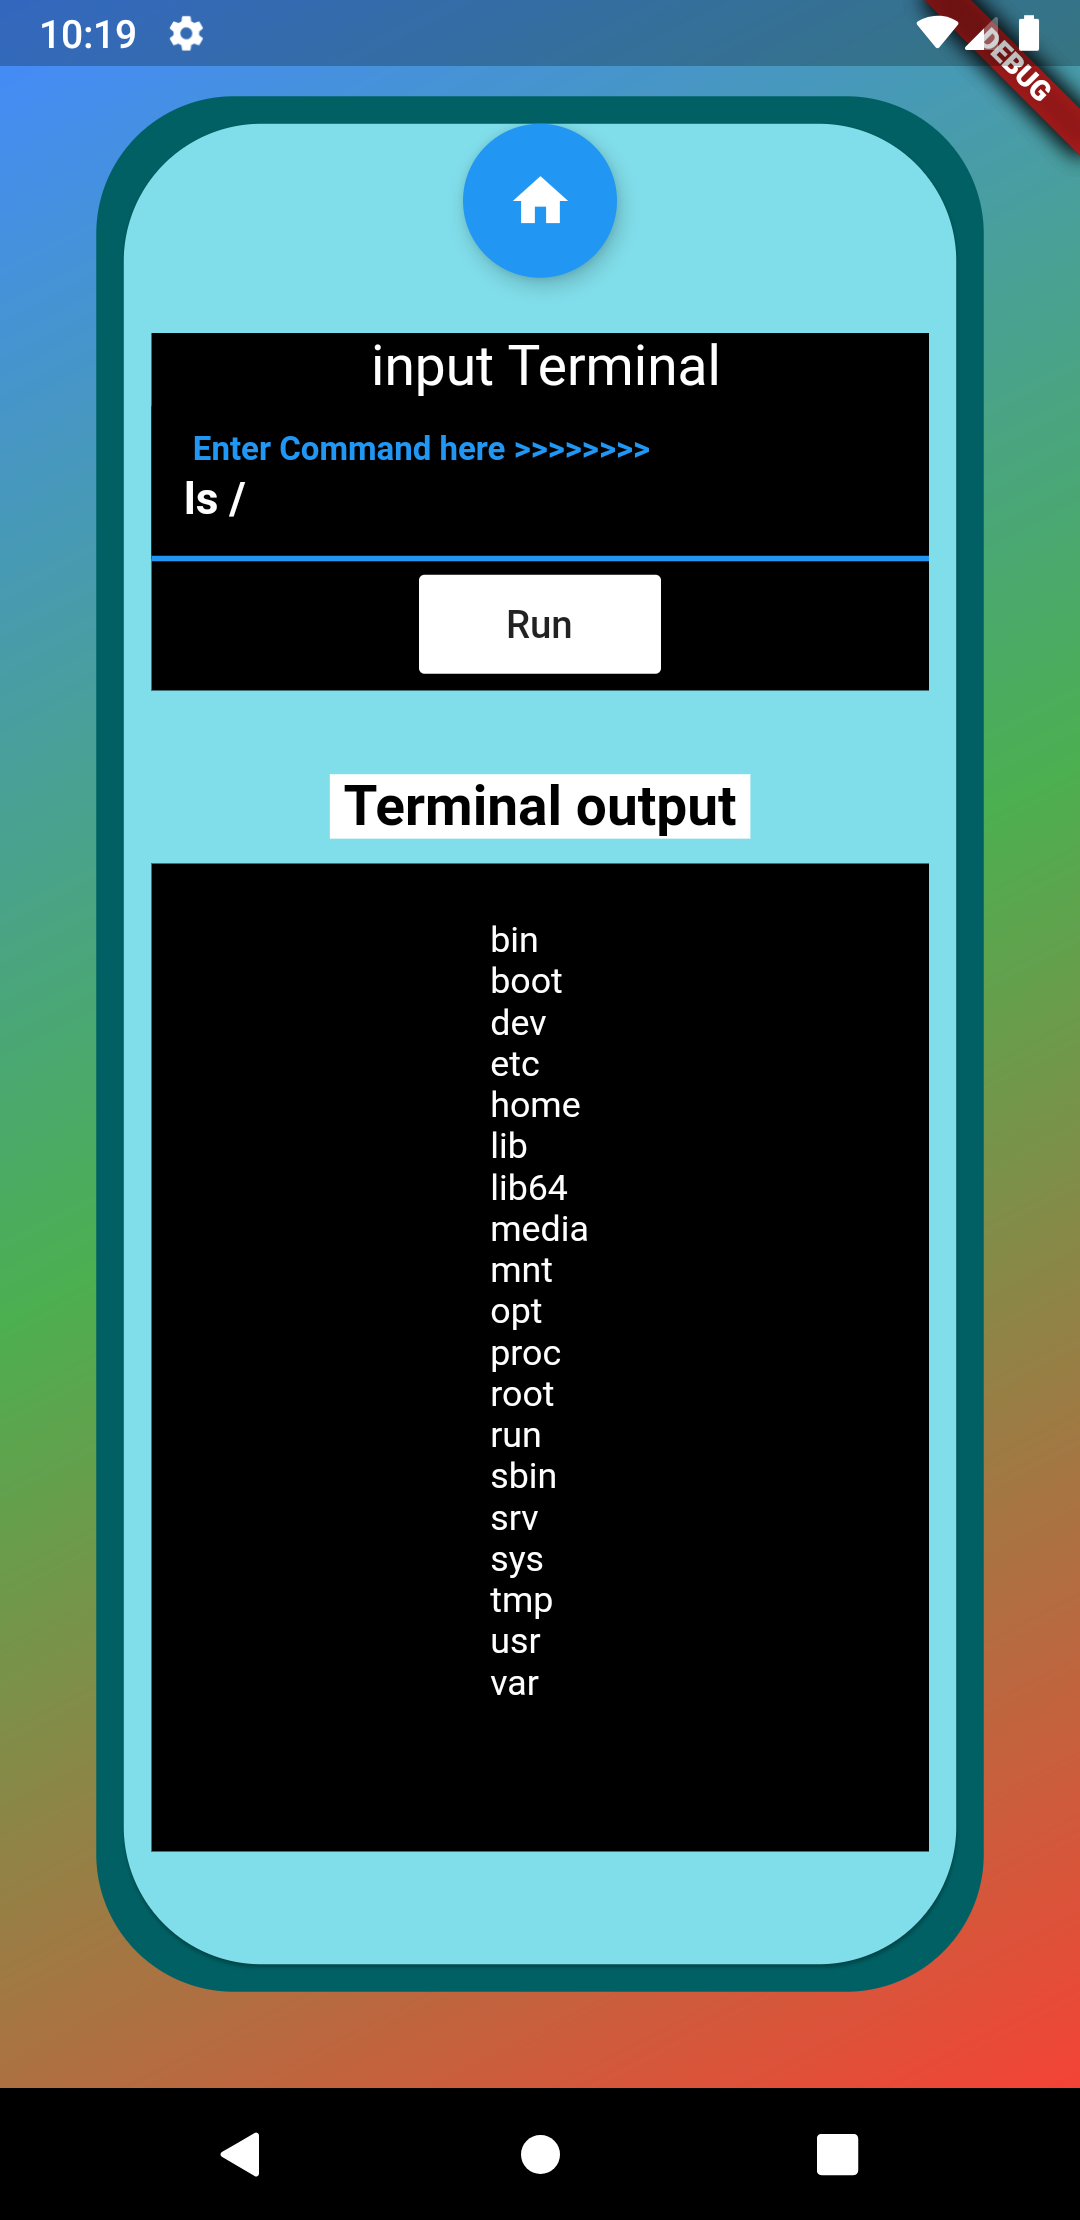 10:19
DEBUG
input Terminal
Enter Command here >>>>>>>>
ls /
Run
Terminal output
bin
boot
dev
etc
home
lib
lib64
media
mnt
opt
proc
root
run
sbin
srv
sys
tmp
usr
var